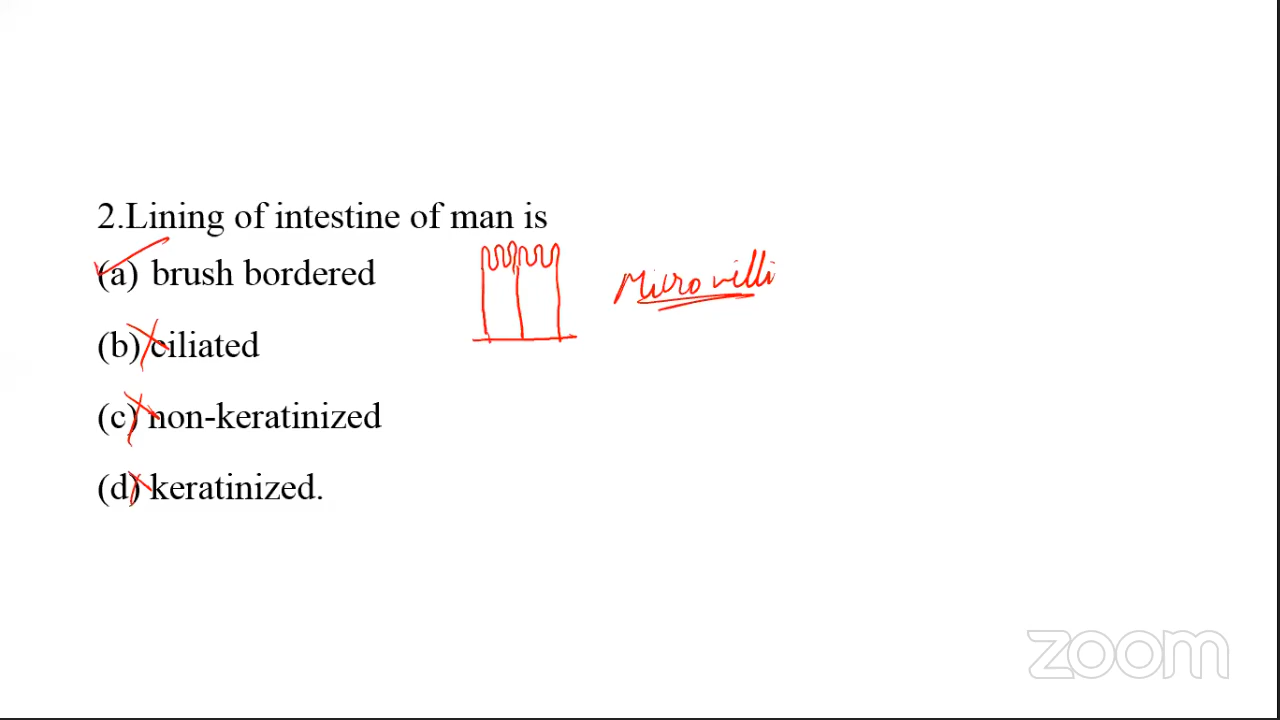 2.Lining of intestine of man is
(a) brush bordered
Microvilli
(b) ciliated
(c) non-keratinized
(d) keratinized.
zoom